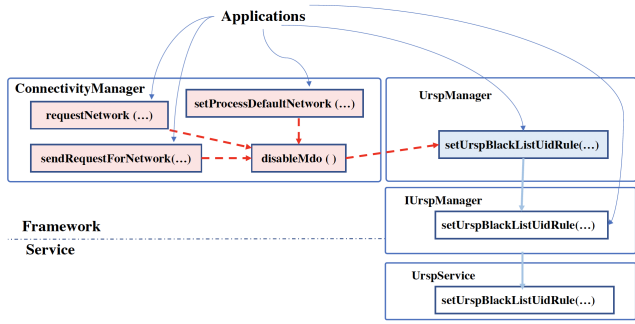 Applications
ConnectivityManager
requestNetwork (…)
setProcessDefaultNetwork (…)
sendRequestForNetwork(…)
disableMdo ( )
UrspManager
setUrspBlackListUidRule(…)
IUrspManager
setUrspBlackListUidRule(…)
Framework
Service
UrspService
setUrspBlackListUidRule(…)